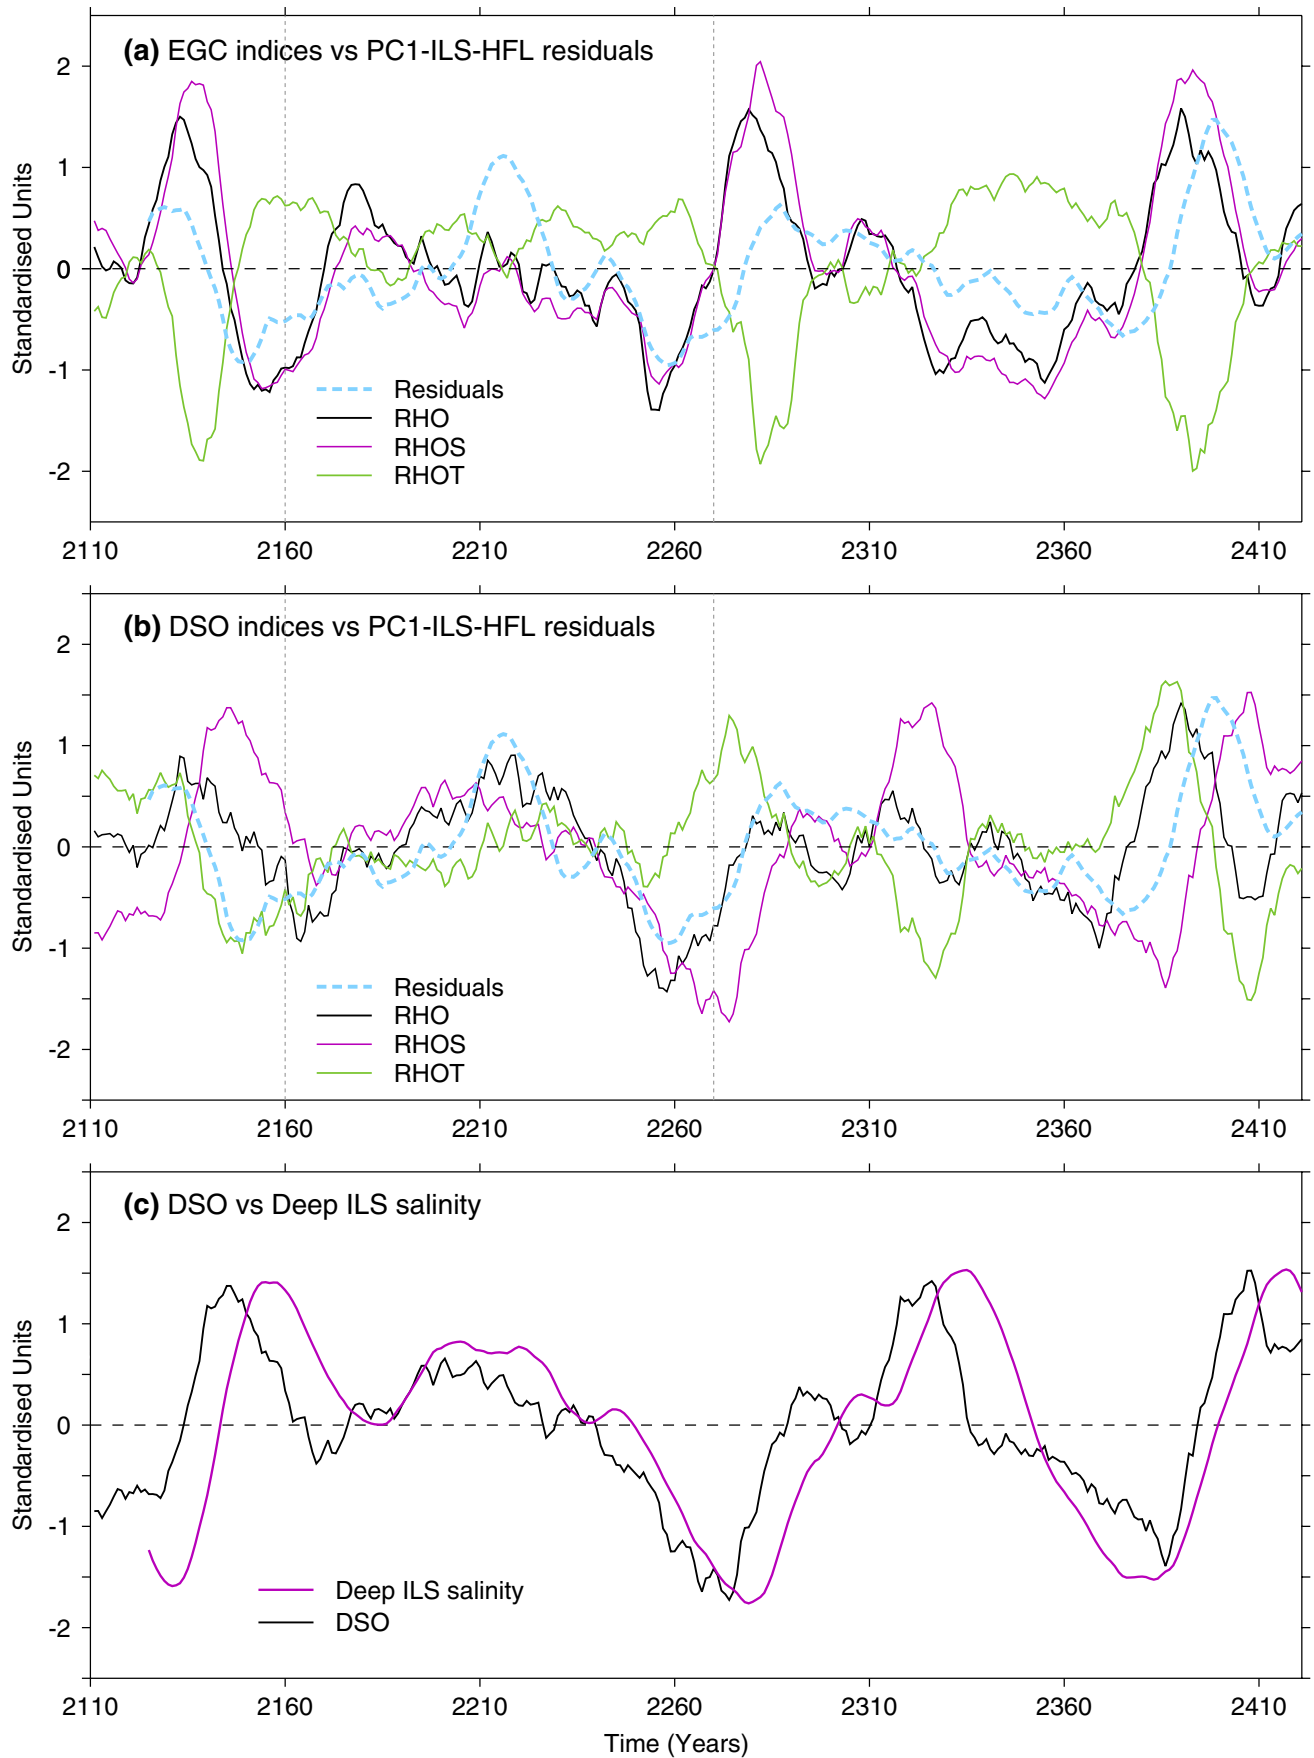 (a) EGC indices vs PC1-ILS-HFL residuals
2
1
0
-1
-2
Standardised Units
Residuals
RHO
RHOS
RHOT
2110 2160 2210 2260 2310 2360 2410
(b) DSO indices vs PC1-ILS-HFL residuals
2
1
0
-1
-2
Standardised Units
Residuals
RHO
RHOS
RHOT
2110 2160 2210 2260 2310 2360 2410
(c) DSO vs Deep ILS salinity
2
1
0
-1
-2
Standardised Units
Deep ILS salinity
DSO
2110 2160 2210 2260 2310 2360 2410
Time (Years)